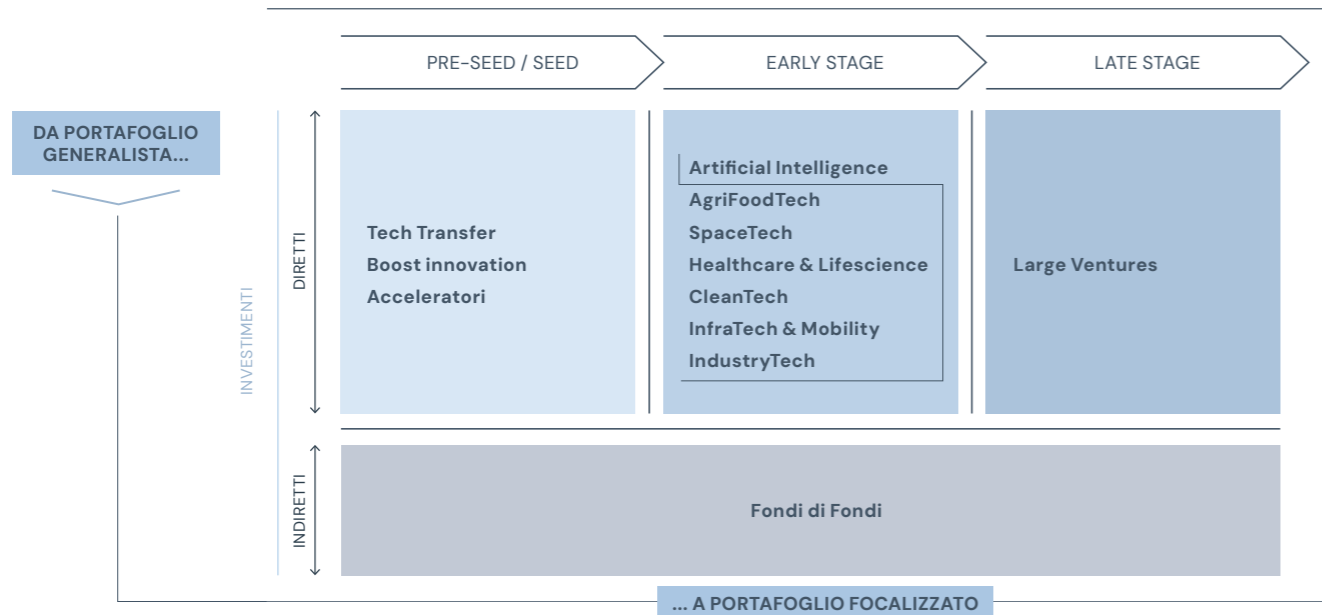 PRE-SEED / SEED
EARLY STAGE
LATE STAGE
DA PORTAFOGLIO
GENERALISTA...
INVESTIMENTI
DIRETTI
Tech Transfer
Boost innovation
Acceleratori
Artificial Intelligence
AgriFoodTech
SpaceTech
Healthcare & Lifescience
CleanTech
InfraTech & Mobility
IndustryTech
Large Ventures
INDIRETTI
Fondi di Fondi
... A PORTAFOGLIO FOCALIZZATO